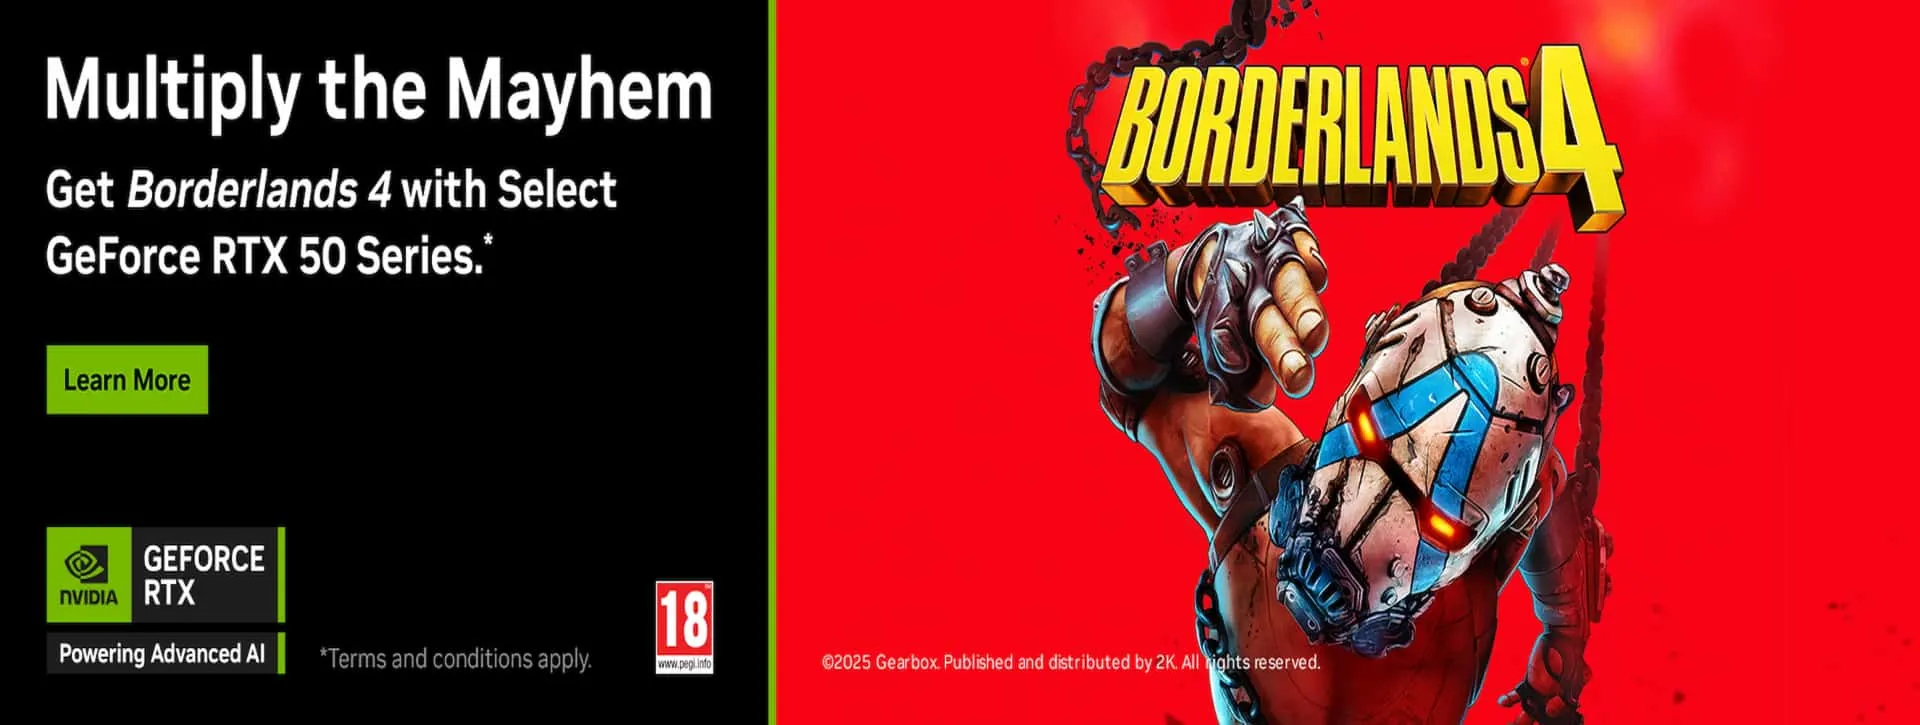 Multiply the Mayhem
Get Borderlands 4 with Select
GeForce RTX 50 Series.*
Learn More
NVIDIA
GEFORCE
RTX
Powering Advanced AI
*Terms and conditions apply.
18
www.pegi.info
BORDERLANDS® 4
©2025 Gearbox. Published and distributed by 2K. All rights reserved.